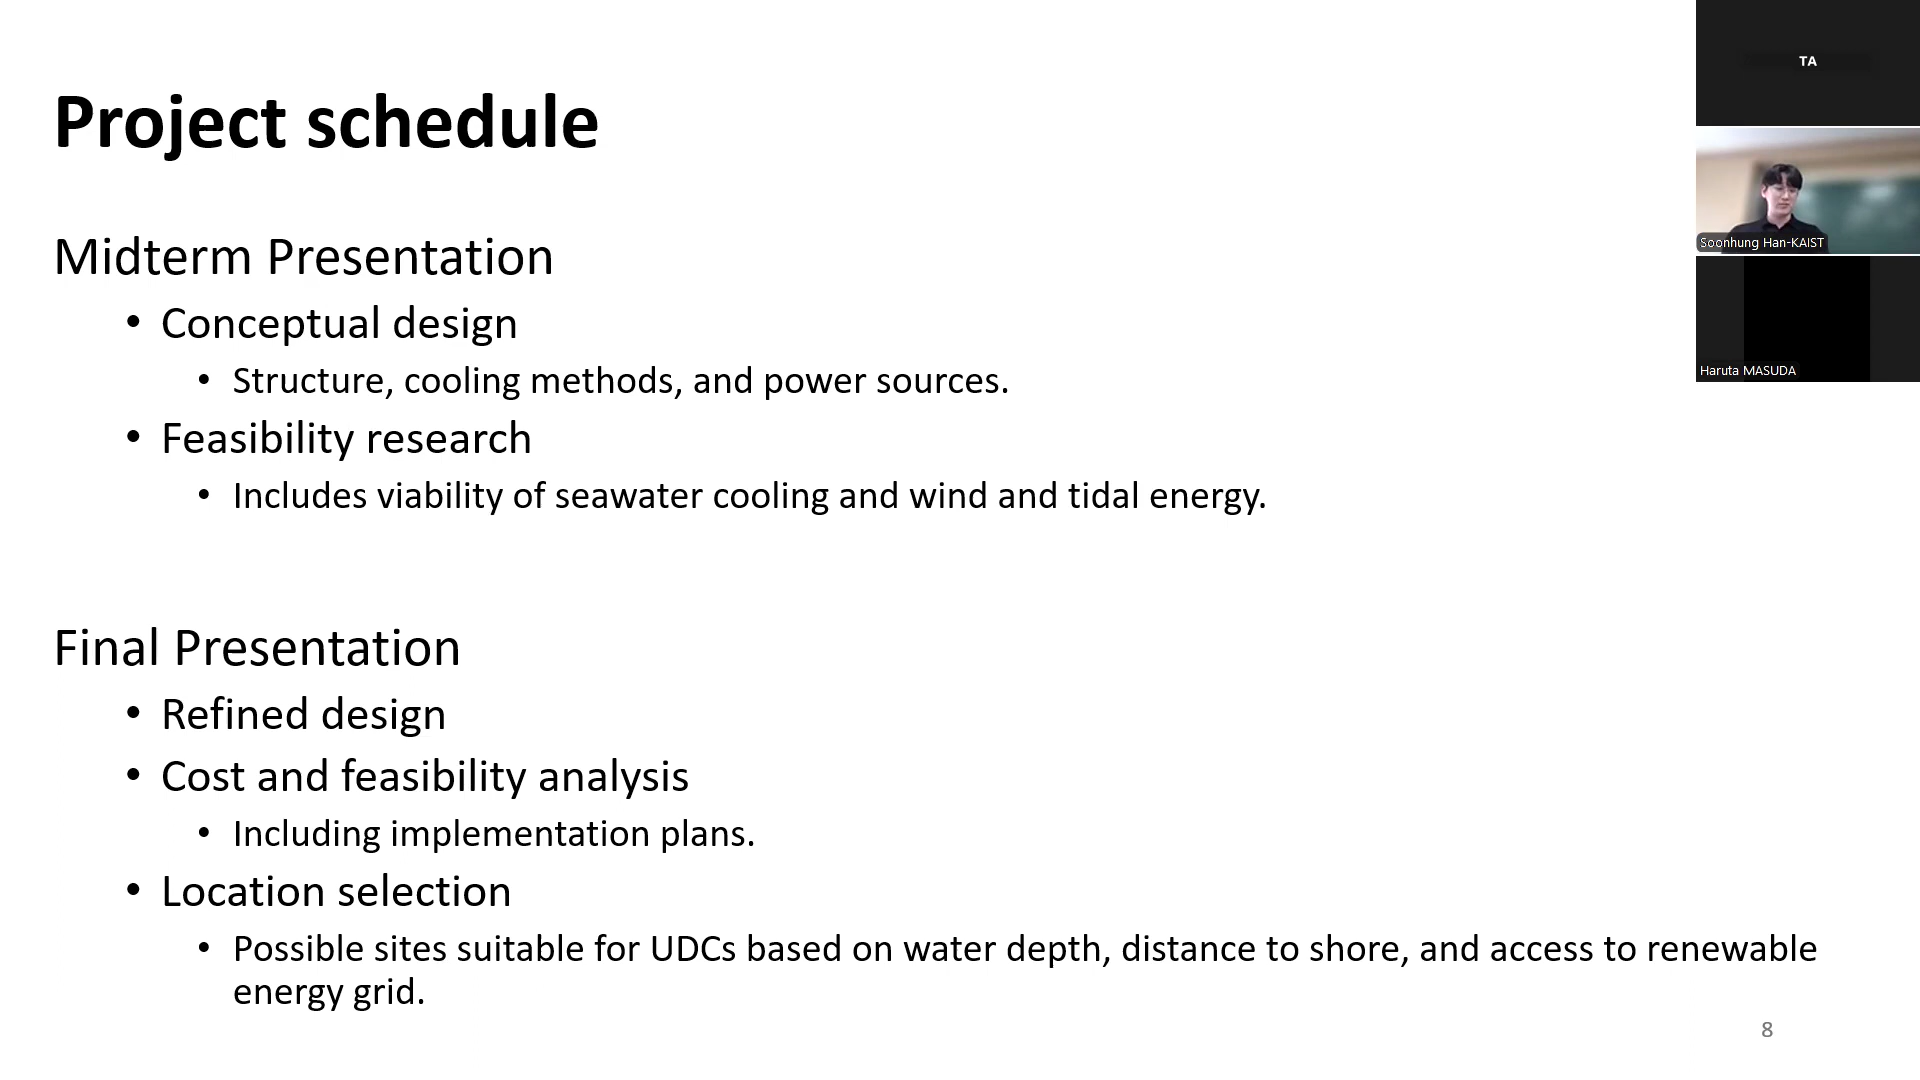 Project schedule
Midterm Presentation
• Conceptual design
• Structure, cooling methods, and power sources.
• Feasibility research
• Includes viability of seawater cooling and wind and tidal energy.
Final Presentation
• Refined design
• Cost and feasibility analysis
• Including implementation plans.
• Location selection
• Possible sites suitable for UDCs based on water depth, distance to shore, and access to renewable
energy grid.
8
TA
Soonhung Han-KAIST
Haruta MASUDA